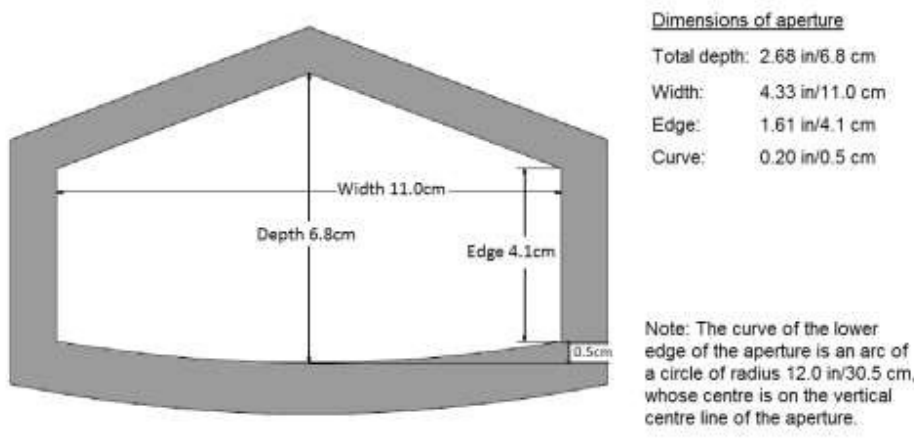 Dimensions of aperture
Total depth: 2.68 in/6.8 cm
Width: 4.33 in/11.0 cm
Edge: 1.61 in/4.1 cm
Curve: 0.20 in/0.5 cm
Width 11.0cm
Depth 6.8cm
Edge 4.1cm
0.5cm
Note: The curve of the lower
edge of the aperture is an arc of
a circle of radius 12.0 in/30.5 cm,
whose centre is on the vertical
centre line of the aperture.